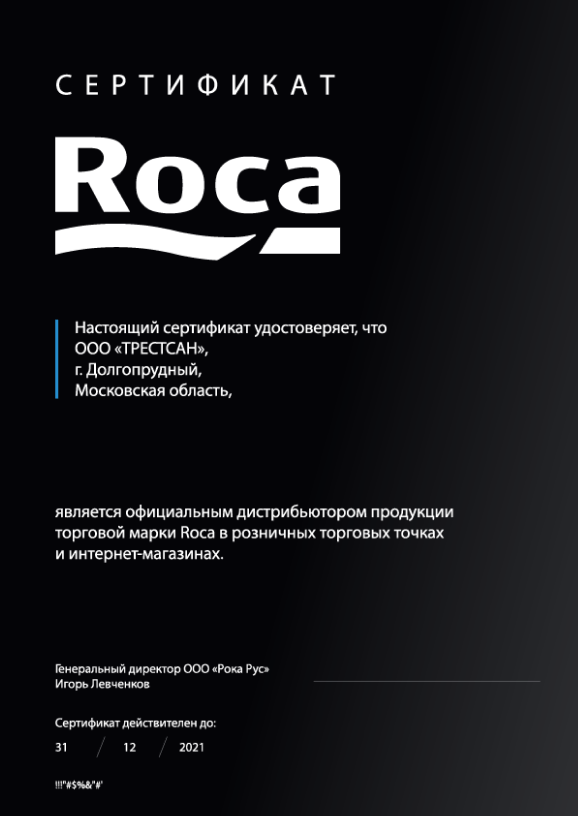 СЕРТИФИКАТ
Roca
Настоящий сертификат удостоверяет, что
ООО «ТРЕСТСАН»,
г. Долгопрудный,
Московская область,
является официальным дистрибьютором продукции
торговой марки Roca в розничных торговых точках
и интернет-магазинах.
Генеральный директор ООО «Рока Рус»
Игорь Левченков
Сертификат действителен до:
31 / 12 / 2021
!!!"#$%&"#'